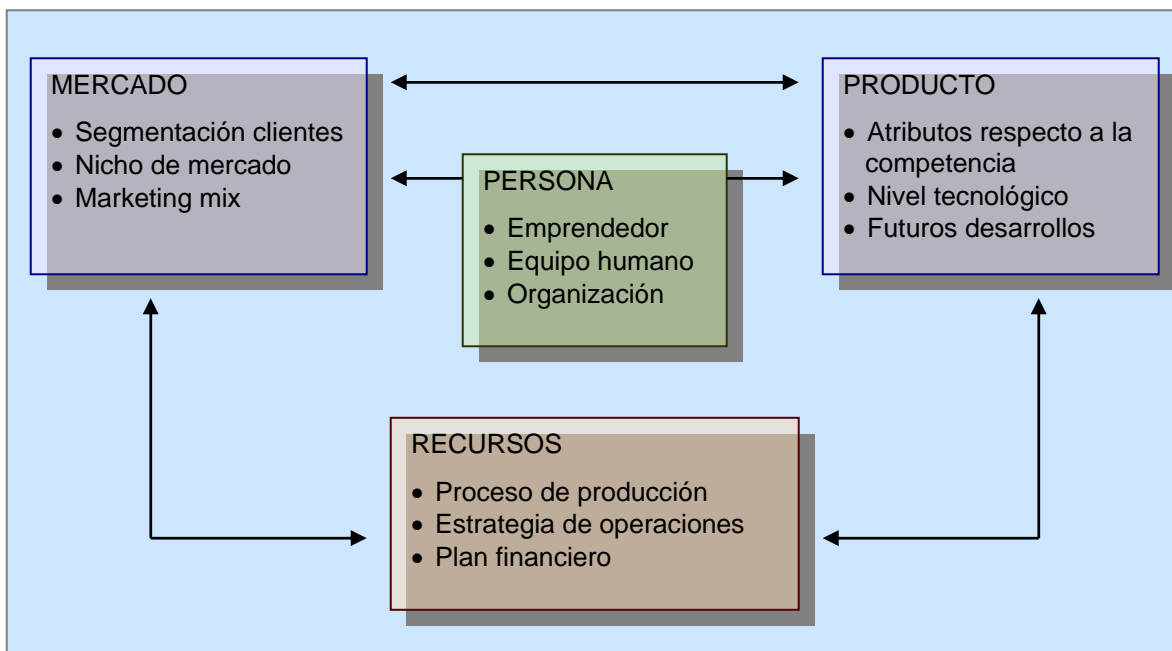 MERCADO
• Segmentación clientes
• Nicho de mercado
• Marketing mix
PERSONA
• Emprendedor
• Equipo humano
• Organización
PRODUCTO
• Atributos respecto a la
competencia
• Nivel tecnológico
• Futuros desarrollos
RECURSOS
• Proceso de producción
• Estrategia de operaciones
• Plan financiero